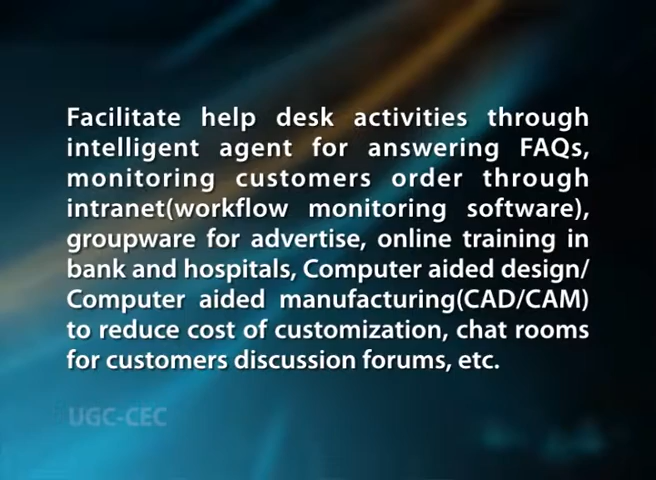 Facilitate help desk activities through
intelligent agent for answering FAQs,
monitoring customers order through
intranet(workflow monitoring software),
groupware for advertise, online training in
bank and hospitals, Computer aided design/
Computer aided manufacturing(CAD/CAM)
to reduce cost of customization, chat rooms
for customers discussion forums, etc.
UGC-CEC